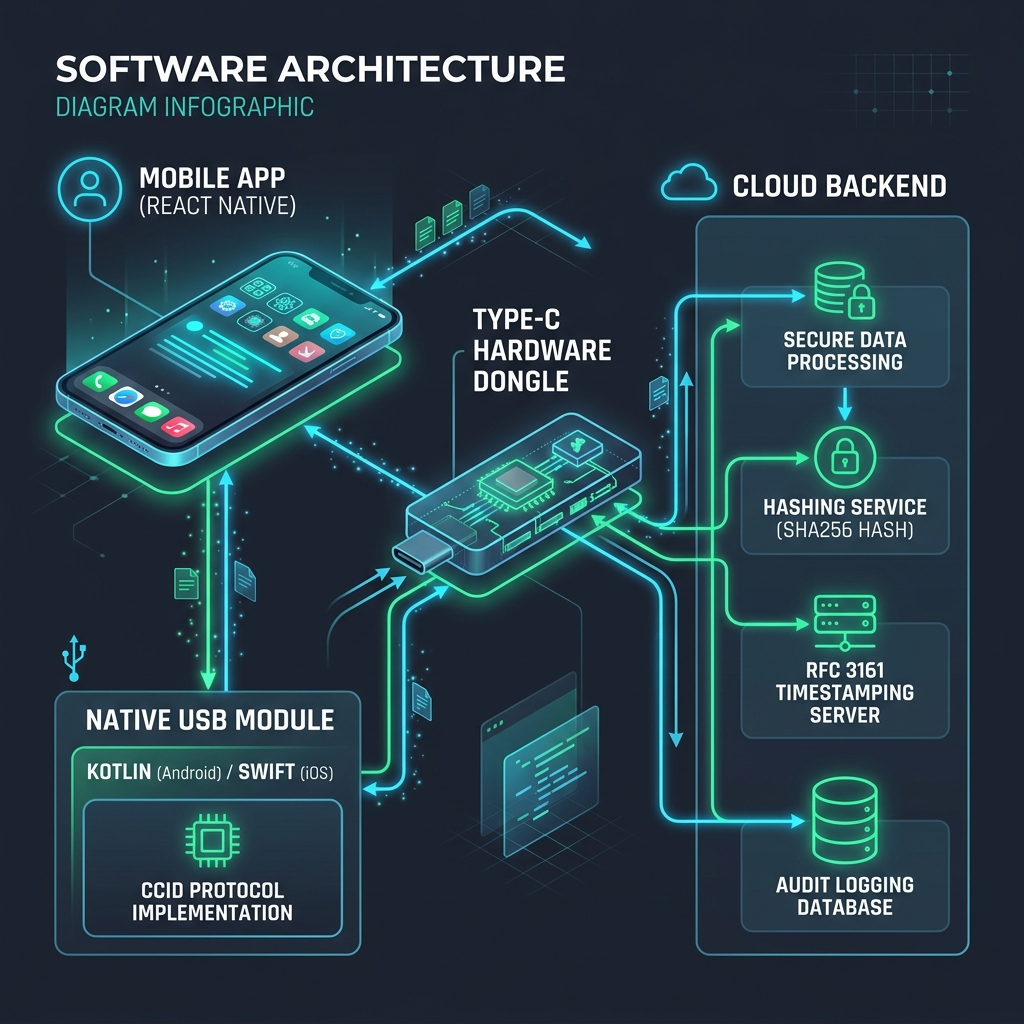 SOFTWARE ARCHITECTURE
DIAGRAM INFOGRAPHIC
MOBILE APP
(REACT NATIVE)
CLOUD BACKEND
TYPE-C
HARDWARE
DONGLE
SECURE DATA
PROCESSING
HASHING SERVICE
(SHA256 HASH)
RFC 3161
TIMESTAMPING
SERVER
AUDIT LOGGING
DATABASE
NATIVE USB MODULE
KOTLIN (Android) / SWIFT (iOS)
CCID PROTOCOL
IMPLEMENTATION